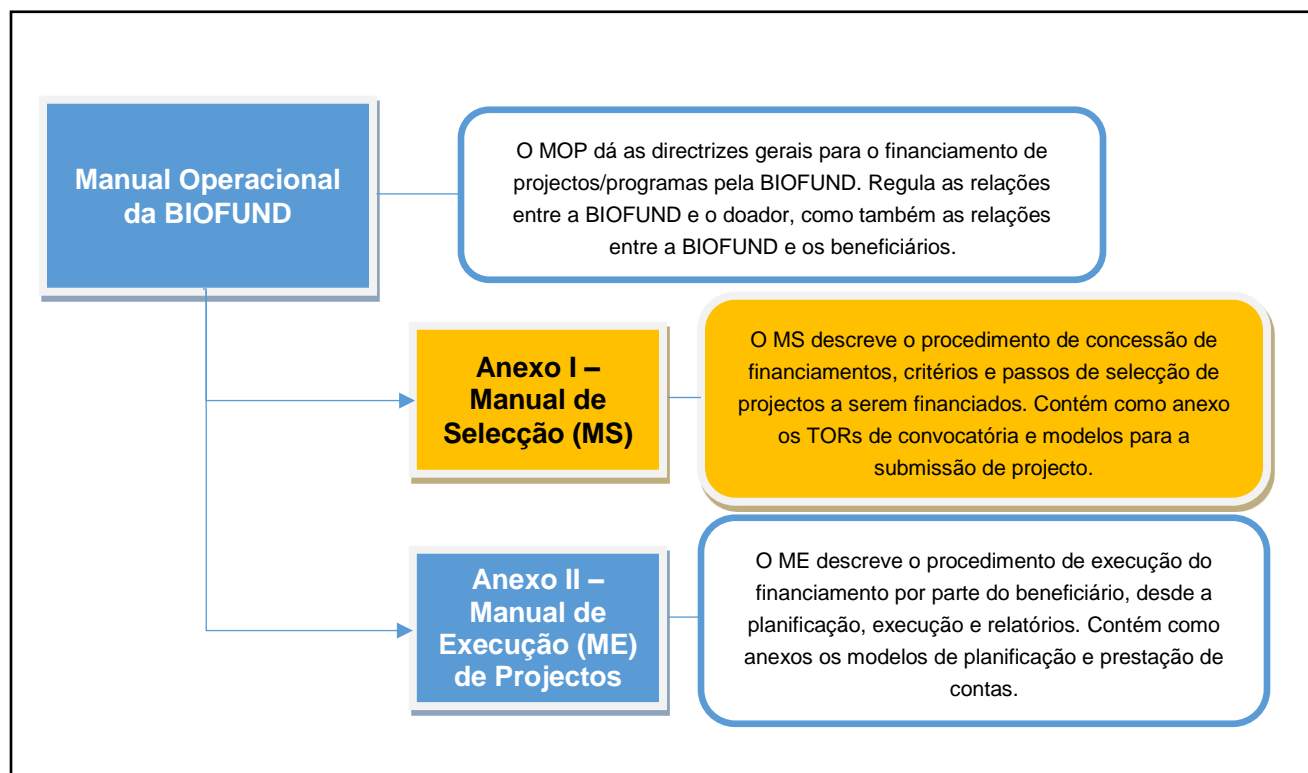 Manual Operacional
da BIOFUND
O MOP dá as directrizes gerais para o financiamento de
projectos/programas pela BIOFUND. Regula as relações
entre a BIOFUND e o doador, como também as relações
entre a BIOFUND e os beneficiários.
Anexo I –
Manual de
Selecção (MS)
O MS descreve o procedimento de concessão de
financiamentos, critérios e passos de selecção de
projectos a serem financiados. Contém como anexo
os TORs de convocatória e modelos para a
submissão de projecto.
Anexo II –
Manual de
Execução (ME)
de Projectos
O ME descreve o procedimento de execução do
financiamento por parte do beneficiário, desde a
planificação, execução e relatórios. Contém como
anexos os modelos de planificação e prestação de
contas.